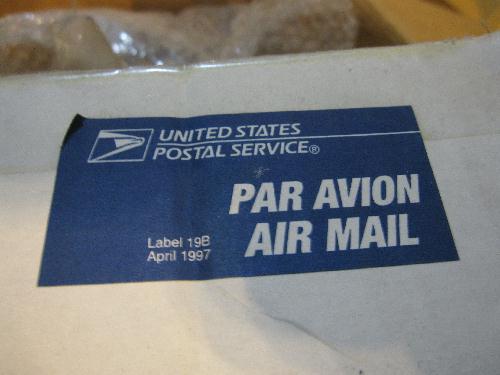 UNITED STATES
POSTAL SERVICE®
PAR AVION
AIR MAIL
Label 19B
April 1997